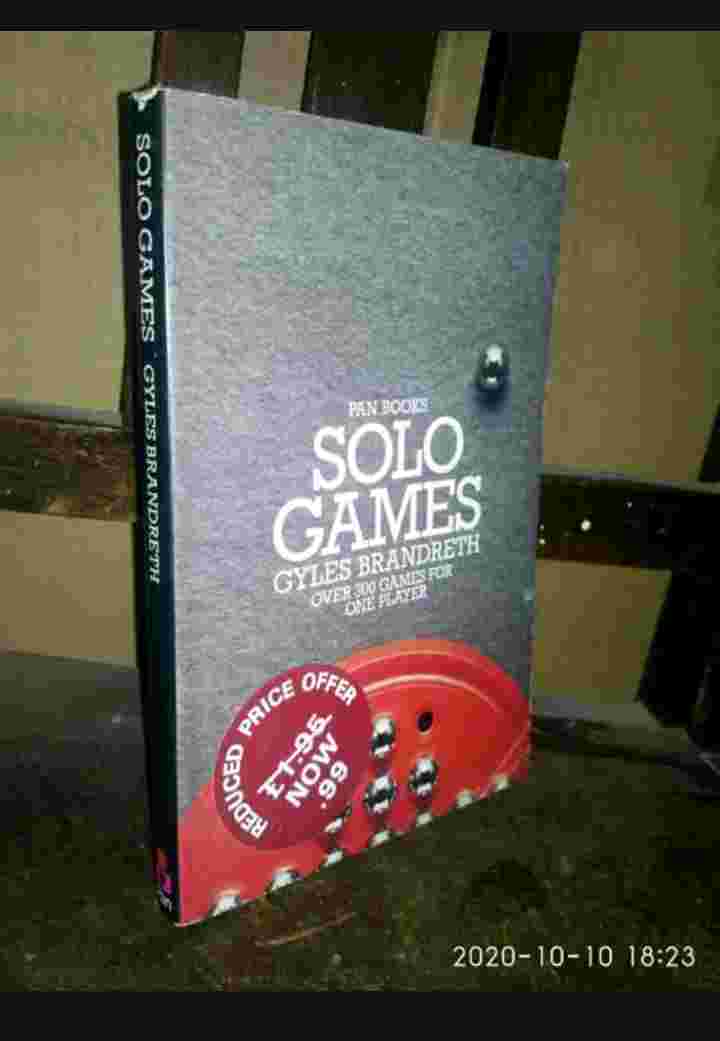 SOLO GAMES GYLES BRANDRETH
PAN BOOKS
SOLO
GAMES
GYLES BRANDRETH
OVER 300 GAMES FOR
ONE PLAYER
REDUCED PRICE OFFER
£1.95
NOW
.99
2020-10-10 18:23